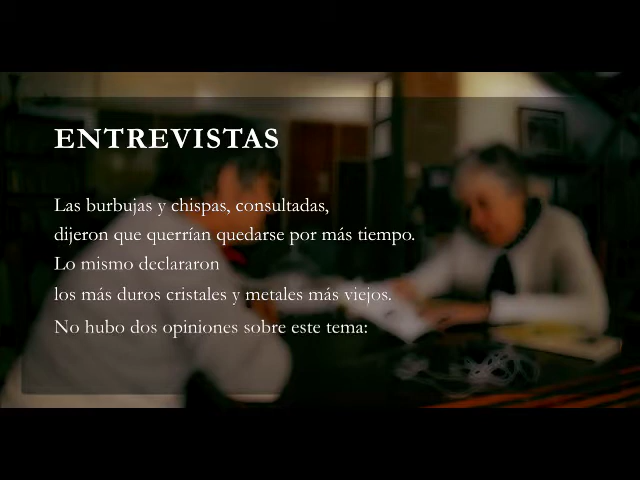 ENTREVISTAS
Las burbujas y chispas, consultadas,
dijeron que querrían quedarse por más tiempo.
Lo mismo declararon
los más duros cristales y metales más viejos.
No hubo dos opiniones sobre este tema: